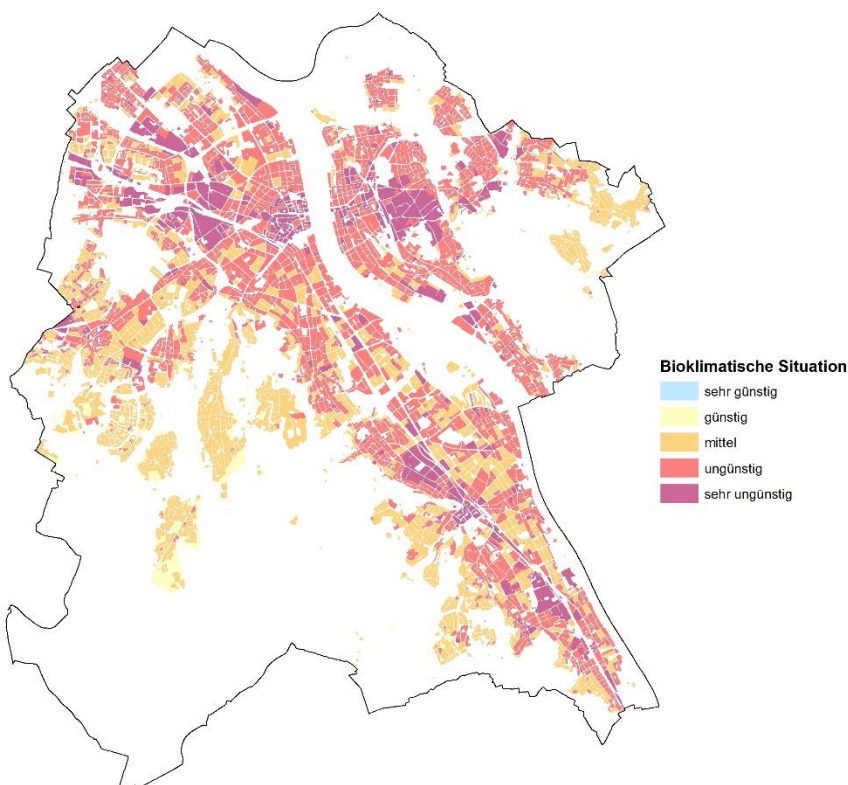 Bioklimatische Situation
sehr günstig
günstig
mittel
ungünstig
sehr ungünstig